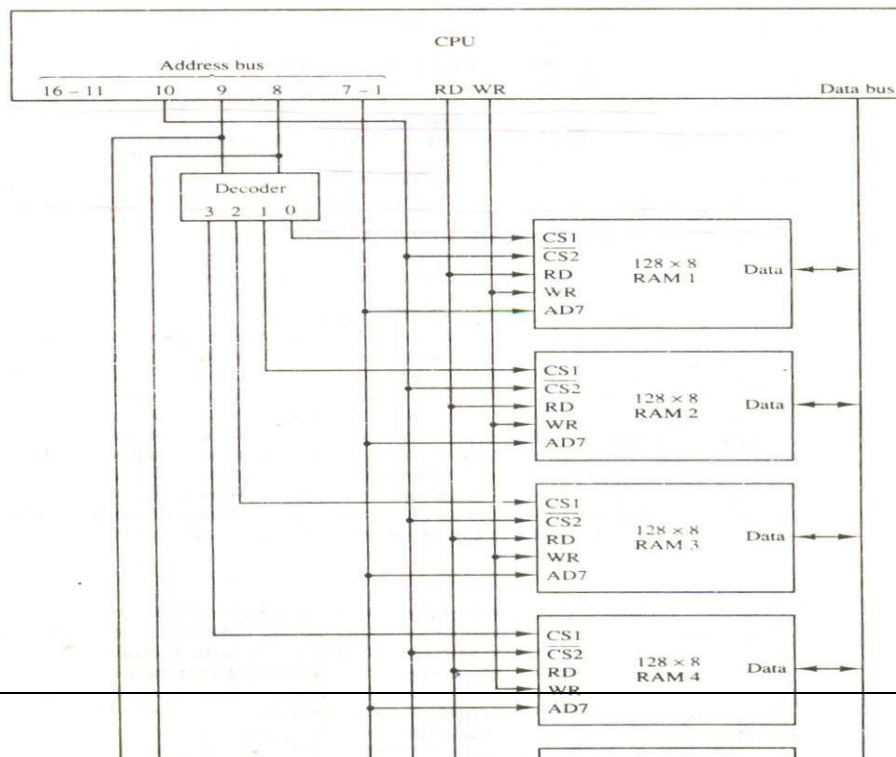 CPU
Address bus
16 – 11 10 9 8 7 – 1 RD WR Data bus
Decoder
3 2 1 0
CS1
CS2
RD
WR
AD7
128 × 8
RAM 1
Data
CS1
CS2
RD
WR
AD7
128 × 8
RAM 2
Data
CS1
CS2
RD
WR
AD7
128 × 8
RAM 3
Data
CS1
CS2
RD
WR
AD7
128 × 8
RAM 4
Data